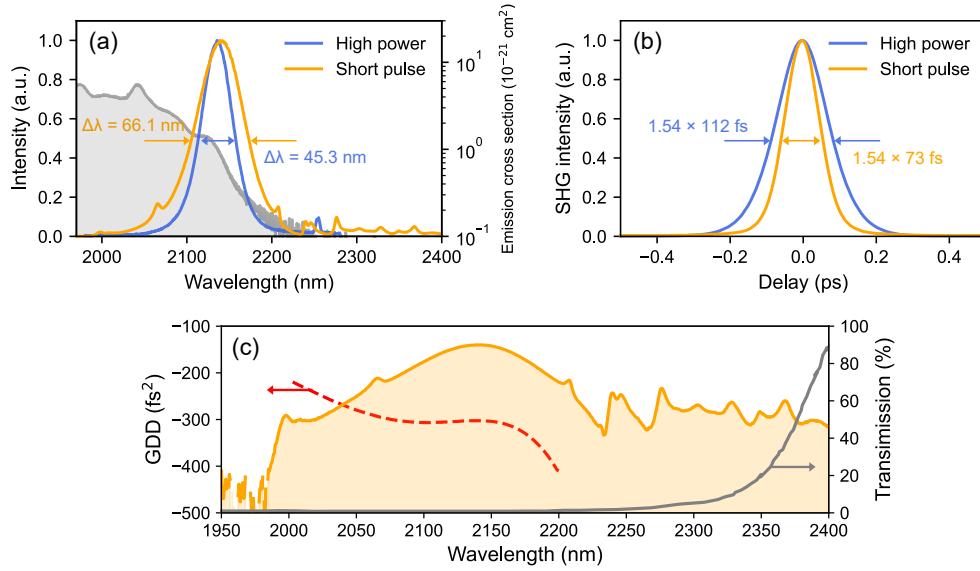 (a)
High power
Short pulse
Δλ = 66.1 nm
Δλ = 45.3 nm
Intensity (a.u.)
1.0
0.8
0.6
0.4
0.2
0.0
2000
2100
2200
2300
2400
Wavelength (nm)
10¹
10⁰
10⁻¹
Emission cross section (10⁻²¹ cm²)
(b)
High power
Short pulse
1.54 × 112 fs
1.54 × 73 fs
SHG intensity (a.u.)
1.0
0.8
0.6
0.4
0.2
0.0
−0.4
−0.2
0.0
0.2
0.4
Delay (ps)
(c)
GDD (fs²)
−100
−200
−300
−400
−500
1950
2000
2050
2100
2150
2200
2250
2300
2350
2400
Wavelength (nm)
100
80
60
40
20
0
Transimission (%)